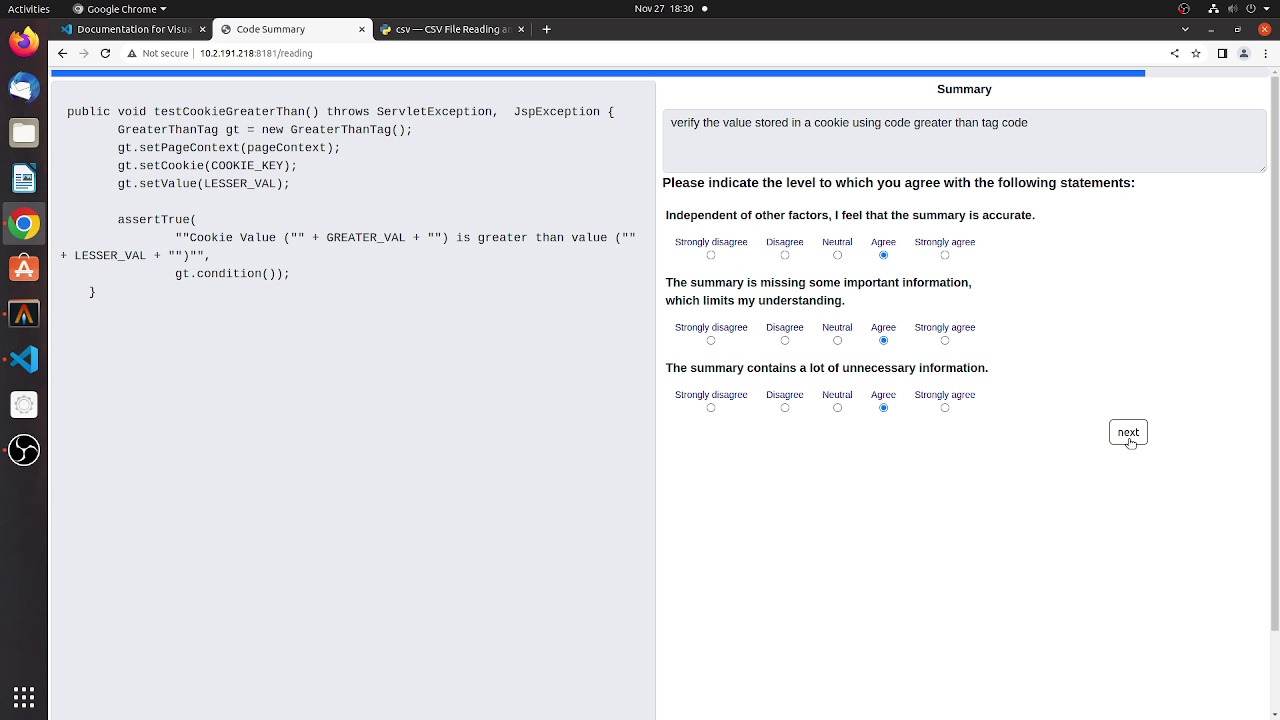 Activities
Google Chrome
Nov 27 18:30
Documentation for Visua
Code Summary
csv — CSV File Reading an
Not secure
10.2.191.218:8181/reading
public void testCookieGreaterThan() throws ServletException,  JspException {
GreaterThanTag gt = new GreaterThanTag();
gt.setPageContext(pageContext);
gt.setCookie(COOKIE_KEY);
gt.setValue(LESSER_VAL);
assertTrue(
""Cookie Value ("" + GREATER_VAL + "") is greater than value (""
+ LESSER_VAL + "")"",
gt.condition());
}
Summary
verify the value stored in a cookie using code greater than tag code
Please indicate the level to which you agree with the following statements:
Independent of other factors, I feel that the summary is accurate.
Strongly disagree Disagree Neutral Agree Strongly agree
The summary is missing some important information,
which limits my understanding.
Strongly disagree Disagree Neutral Agree Strongly agree
The summary contains a lot of unnecessary information.
Strongly disagree Disagree Neutral Agree Strongly agree
next